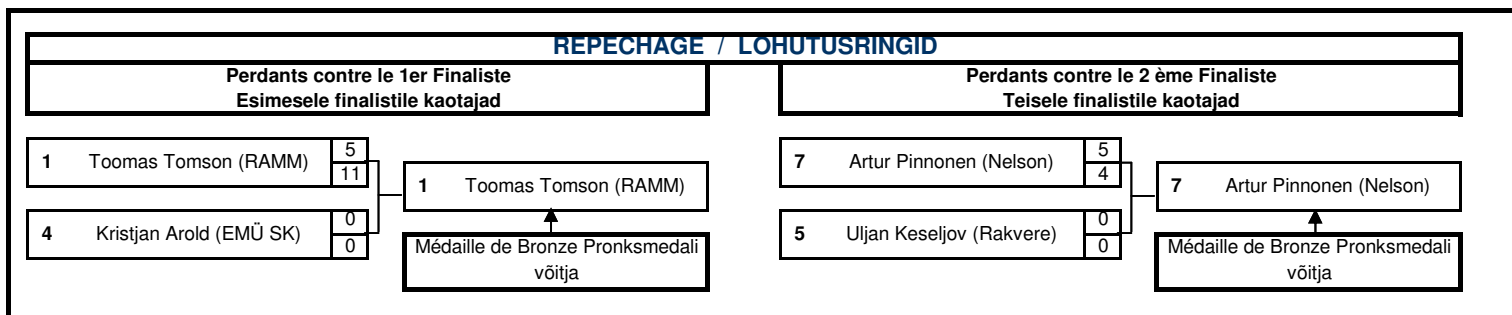 REPECHAGE / LOHUTUSRINGID
Perdants contre le 1er Finaliste
Esimesele finalistile kaotajad
Perdants contre le 2 ème Finaliste
Teisele finalistile kaotajad
1 Toomas Tomson (RAMM) 5
11
4 Kristjan Arold (EMÜ SK) 0
0
1 Toomas Tomson (RAMM)
Médaille de Bronze Pronksmedali
võitja
7 Artur Pinnonen (Nelson) 5
4
5 Uljan Keseljov (Rakvere) 0
0
7 Artur Pinnonen (Nelson)
Médaille de Bronze Pronksmedali
võitja